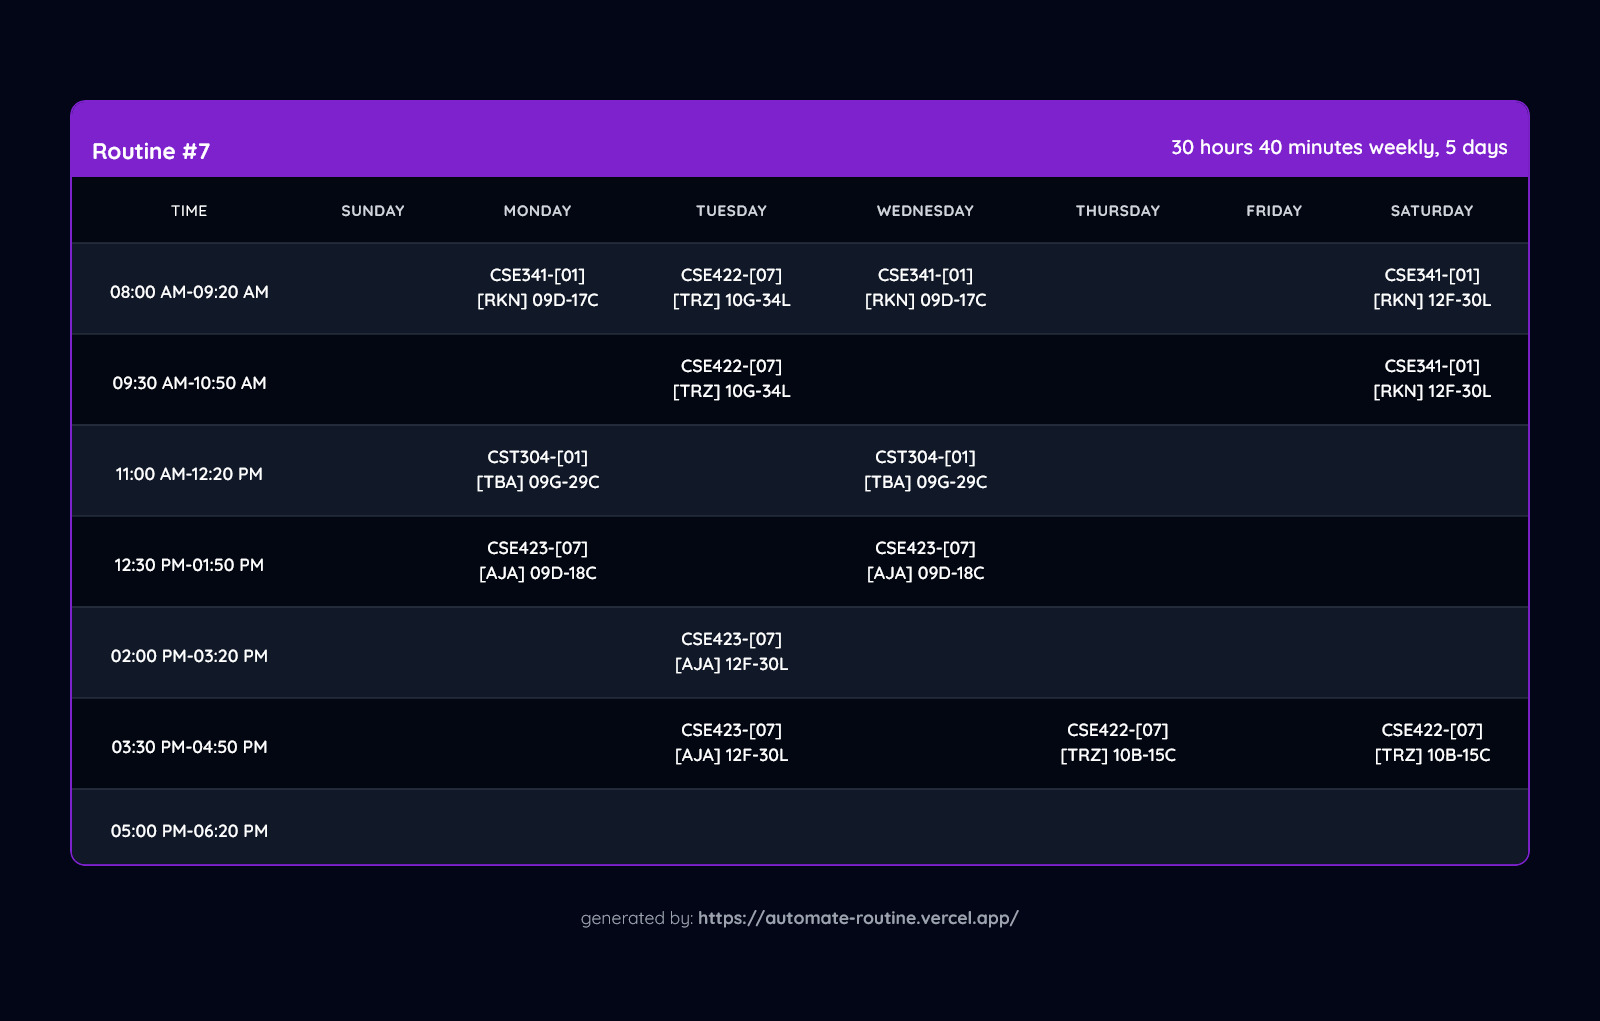 Routine #7
30 hours 40 minutes weekly, 5 days
TIME SUNDAY MONDAY TUESDAY WEDNESDAY THURSDAY FRIDAY SATURDAY
08:00 AM-09:20 AM
CSE341-[01]
[RKN] 09D-17C
CSE422-[07]
[TRZ] 10G-34L
CSE341-[01]
[RKN] 09D-17C
CSE341-[01]
[RKN] 12F-30L
09:30 AM-10:50 AM
CSE422-[07]
[TRZ] 10G-34L
CSE341-[01]
[RKN] 12F-30L
11:00 AM-12:20 PM
CST304-[01]
[TBA] 09G-29C
CST304-[01]
[TBA] 09G-29C
12:30 PM-01:50 PM
CSE423-[07]
[AJA] 09D-18C
CSE423-[07]
[AJA] 09D-18C
02:00 PM-03:20 PM
CSE423-[07]
[AJA] 12F-30L
03:30 PM-04:50 PM
CSE423-[07]
[AJA] 12F-30L
CSE422-[07]
[TRZ] 10B-15C
CSE422-[07]
[TRZ] 10B-15C
05:00 PM-06:20 PM
generated by: https://automate-routine.vercel.app/